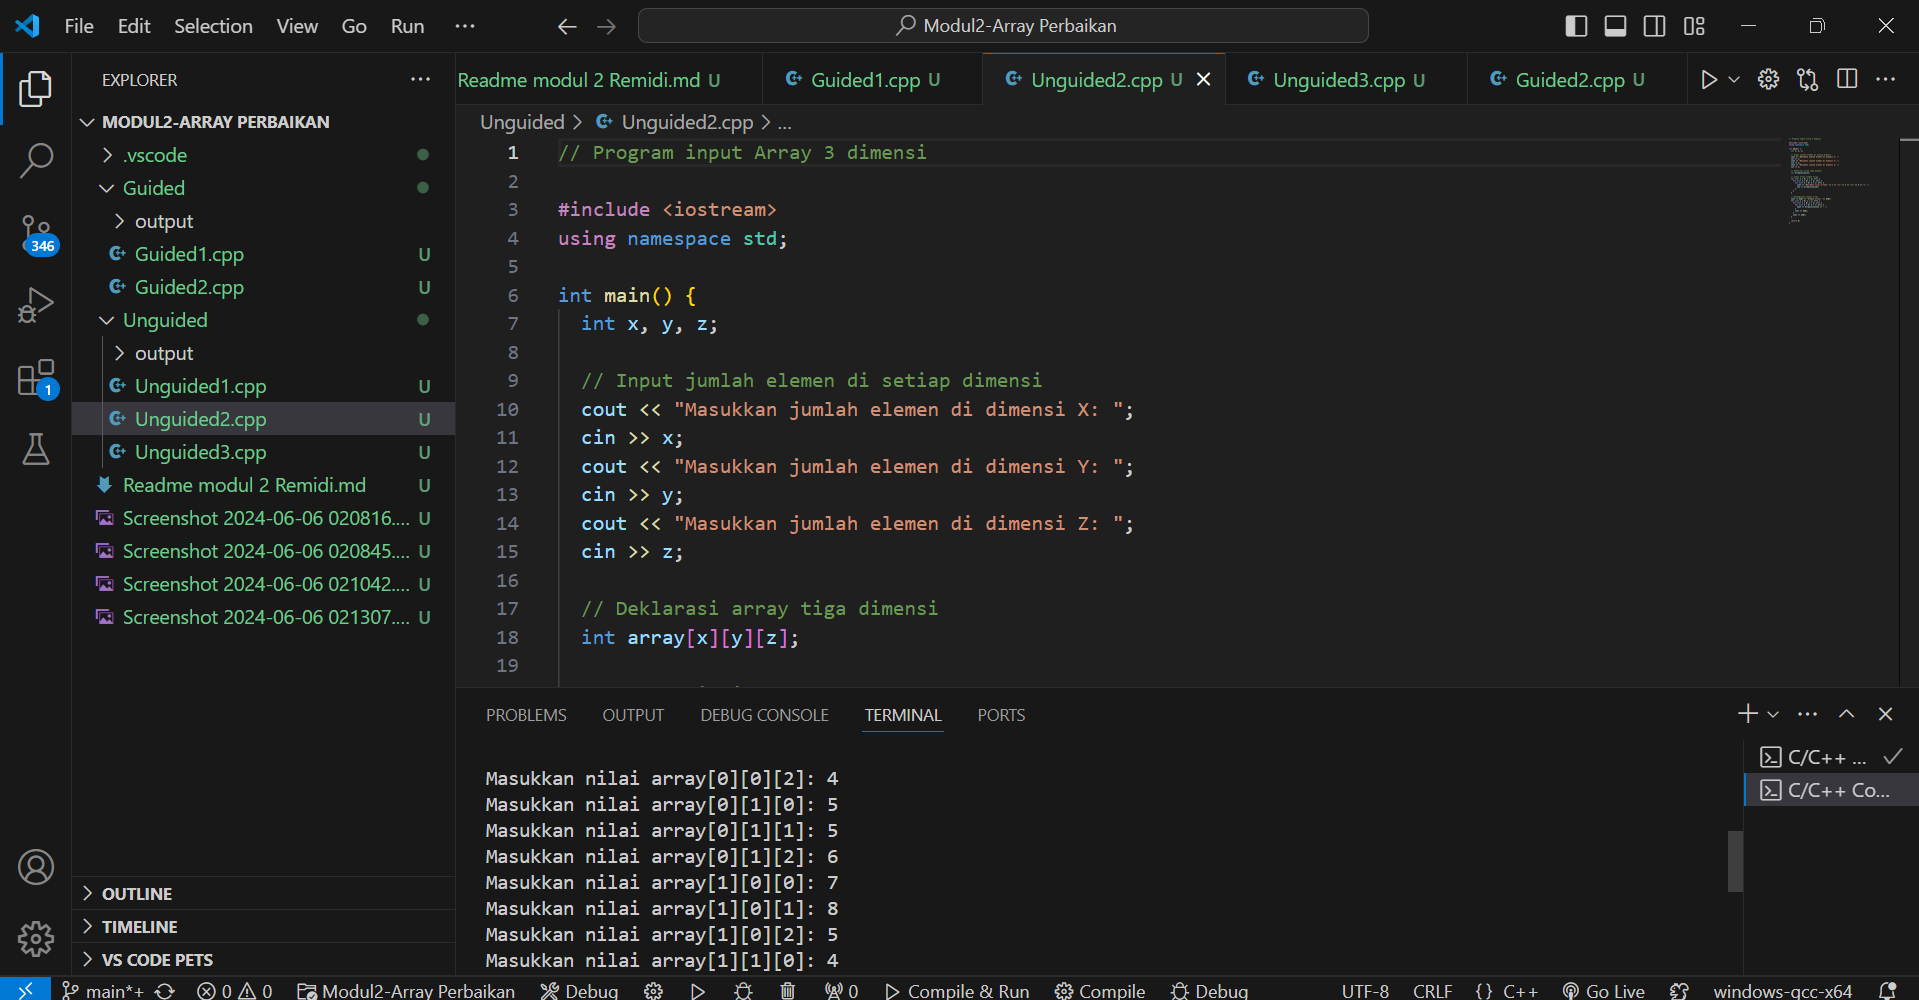 File Edit Selection View Go Run ... Modul2-Array Perbaikan
EXPLORER ...
MODUL2-ARRAY PERBAIKAN
.vscode
Guided
output
Guided1.cpp U
Guided2.cpp U
Unguided
output
Unguided1.cpp U
Unguided2.cpp U
Unguided3.cpp U
Readme modul 2 Remidi.md U
Screenshot 2024-06-06 020816.... U
Screenshot 2024-06-06 020845.... U
Screenshot 2024-06-06 021042.... U
Screenshot 2024-06-06 021307.... U
OUTLINE
TIMELINE
VS CODE PETS
346
1
Readme modul 2 Remidi.md U Guided1.cpp U Unguided2.cpp U Unguided3.cpp U Guided2.cpp U
Unguided > Unguided2.cpp > ...
1 // Program input Array 3 dimensi
2
3 #include <iostream>
4 using namespace std;
5
6 int main() {
7 int x, y, z;
8
9 // Input jumlah elemen di setiap dimensi
10 cout << "Masukkan jumlah elemen di dimensi X: ";
11 cin >> x;
12 cout << "Masukkan jumlah elemen di dimensi Y: ";
13 cin >> y;
14 cout << "Masukkan jumlah elemen di dimensi Z: ";
15 cin >> z;
16
17 // Deklarasi array tiga dimensi
18 int array[x][y][z];
19
PROBLEMS OUTPUT DEBUG CONSOLE TERMINAL PORTS
Masukkan nilai array[0][0][2]: 4
Masukkan nilai array[0][1][0]: 5
Masukkan nilai array[0][1][1]: 5
Masukkan nilai array[0][1][2]: 6
Masukkan nilai array[1][0][0]: 7
Masukkan nilai array[1][0][1]: 8
Masukkan nilai array[1][0][2]: 5
Masukkan nilai array[1][1][0]: 4
C/C++ ...
C/C++ Co...
main*+ 0 0 Modul2-Array Perbaikan Debug 0 Compile & Run Compile Debug UTF-8 CRLF {} C++ Go Live windows-gcc-x64